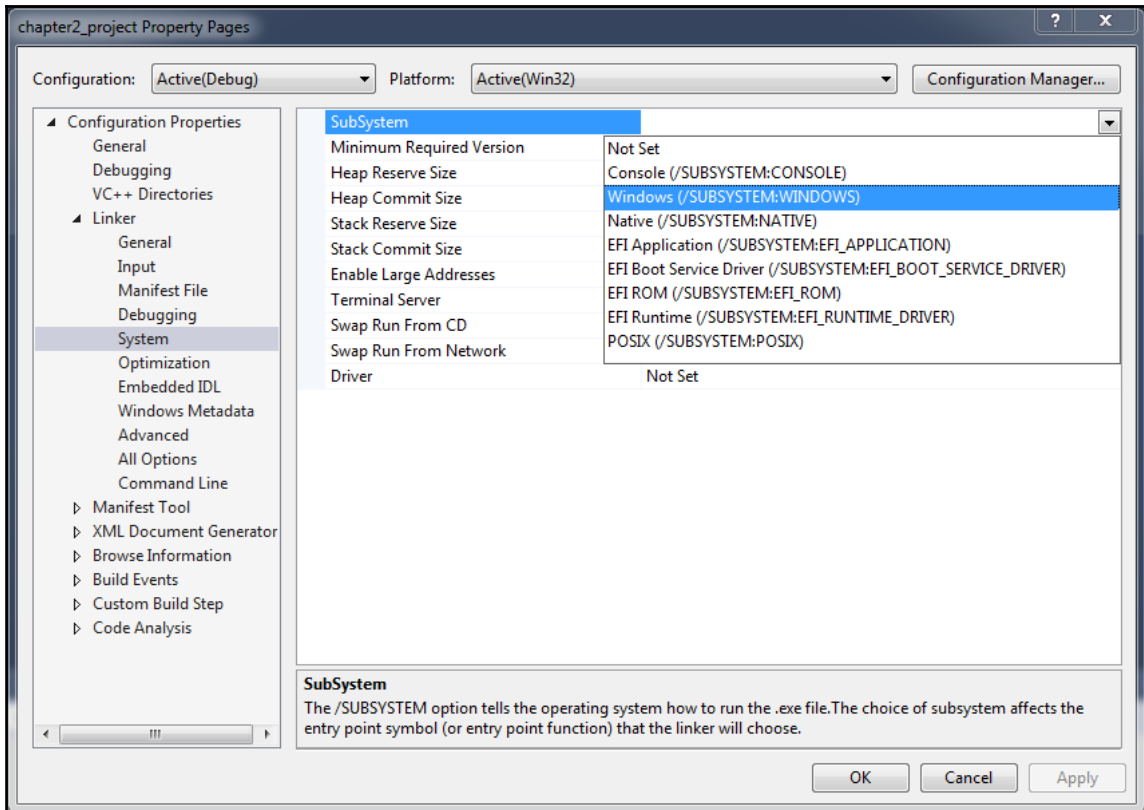 chapter2_project Property Pages
? x
Configuration: Active(Debug) Platform: Active(Win32) Configuration Manager...
Configuration Properties
General
Debugging
VC++ Directories
Linker
General
Input
Manifest File
Debugging
System
Optimization
Embedded IDL
Windows Metadata
Advanced
All Options
Command Line
Manifest Tool
XML Document Generator
Browse Information
Build Events
Custom Build Step
Code Analysis
SubSystem
Minimum Required Version
Heap Reserve Size
Heap Commit Size
Stack Reserve Size
Stack Commit Size
Enable Large Addresses
Terminal Server
Swap Run From CD
Swap Run From Network
Driver Not Set
Not Set
Console (/SUBSYSTEM:CONSOLE)
Windows (/SUBSYSTEM:WINDOWS)
Native (/SUBSYSTEM:NATIVE)
EFI Application (/SUBSYSTEM:EFI_APPLICATION)
EFI Boot Service Driver (/SUBSYSTEM:EFI_BOOT_SERVICE_DRIVER)
EFI ROM (/SUBSYSTEM:EFI_ROM)
EFI Runtime (/SUBSYSTEM:EFI_RUNTIME_DRIVER)
POSIX (/SUBSYSTEM:POSIX)
SubSystem
The /SUBSYSTEM option tells the operating system how to run the .exe file.The choice of subsystem affects the
entry point symbol (or entry point function) that the linker will choose.
OK Cancel Apply